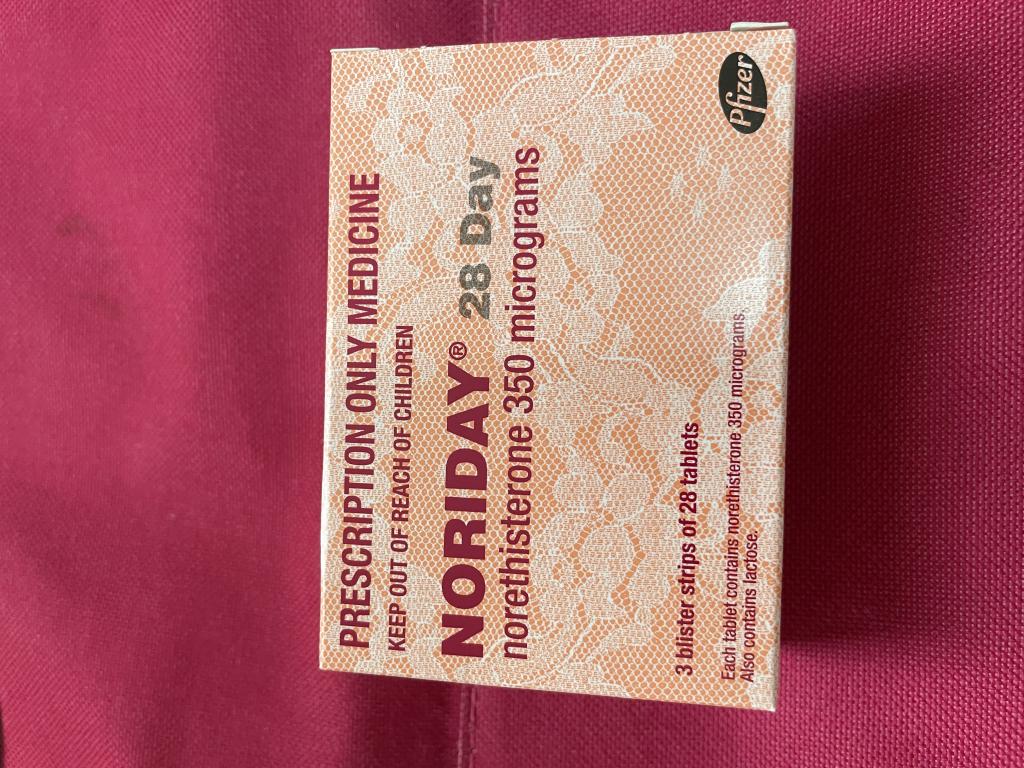 PRESCRIPTION ONLY MEDICINE
KEEP OUT OF REACH OF CHILDREN
NORIDAY® 28 Day
norethisterone 350 micrograms
3 blister strips of 28 tablets
Each tablet contains norethisterone 350 micrograms.
Also contains lactose.
Pfizer